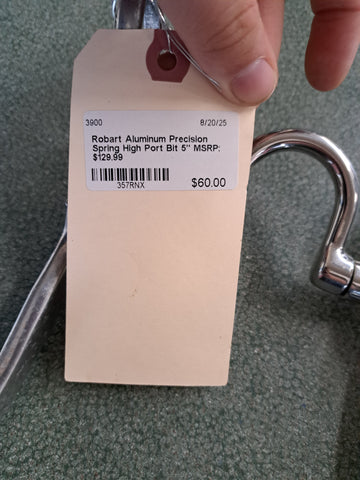 3900 8/20/25
Robart Aluminum Precision
Spring High Port Bit 5" MSRP:
$129.99
357RNX $60.00